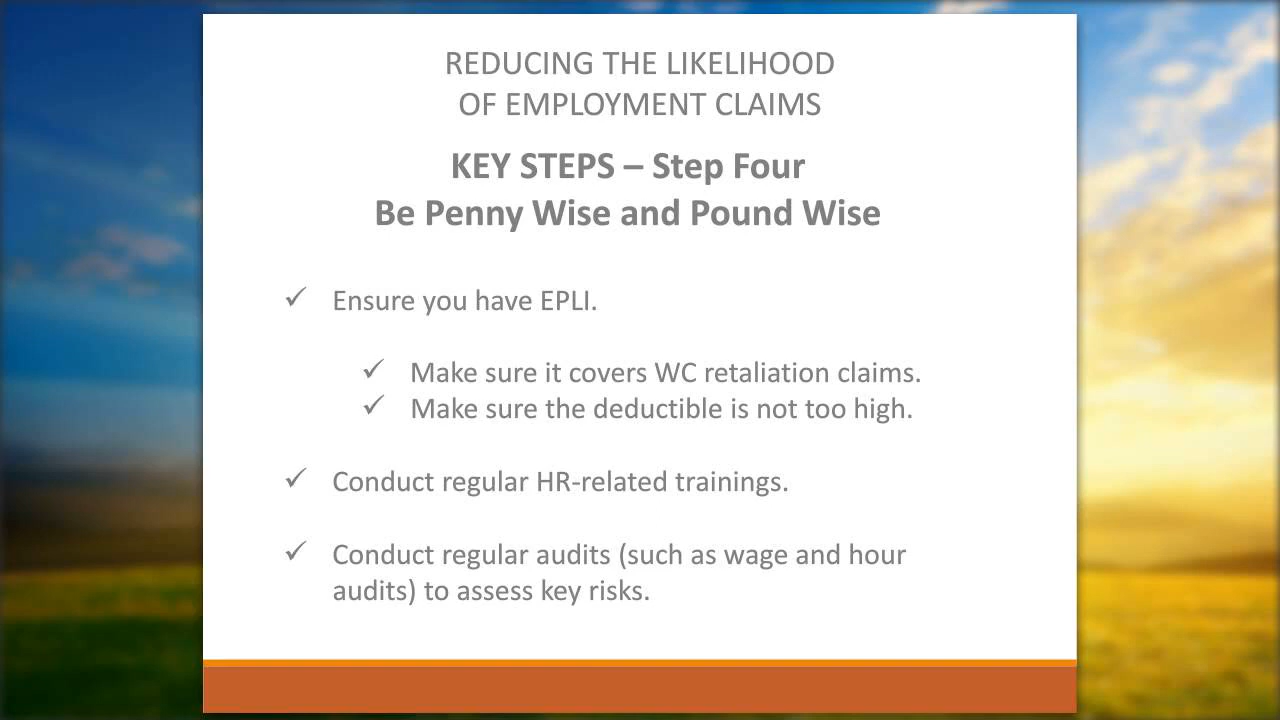 REDUCING THE LIKELIHOOD
OF EMPLOYMENT CLAIMS
KEY STEPS – Step Four
Be Penny Wise and Pound Wise
✓ Ensure you have EPLI.
✓ Make sure it covers WC retaliation claims.
✓ Make sure the deductible is not too high.
✓ Conduct regular HR-related trainings.
✓ Conduct regular audits (such as wage and hour
audits) to assess key risks.